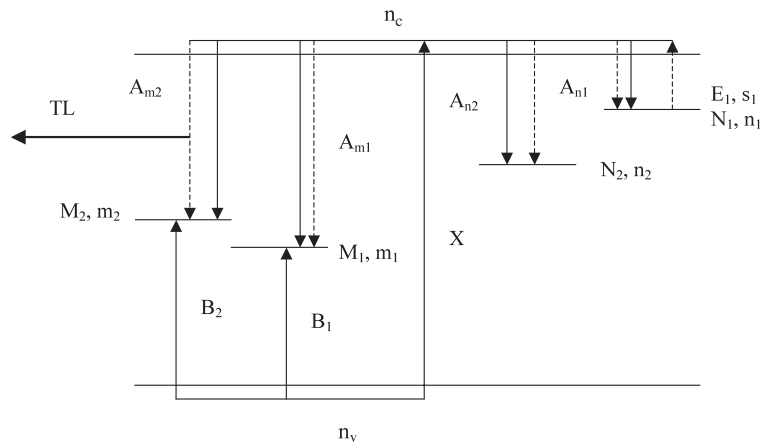 n_c
A_m2
TL
A_m1
A_n2
A_n1
E_1, s_1
N_1, n_1
N_2, n_2
M_2, m_2
M_1, m_1
X
B_2
B_1
n_v